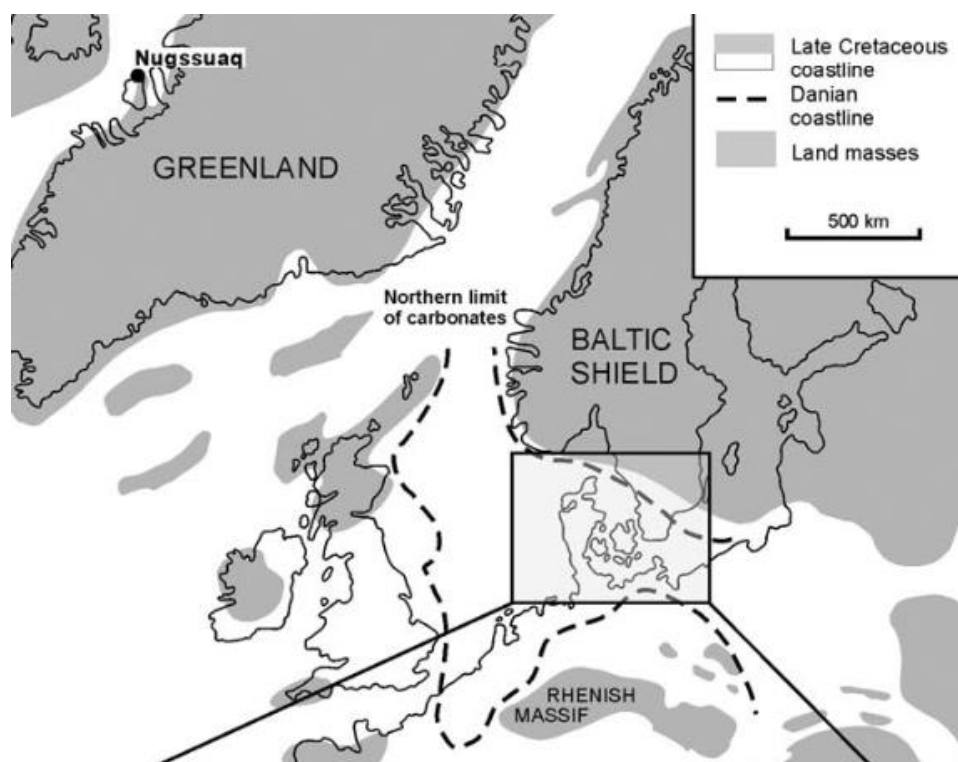 Nugssuaq
GREENLAND
Late Cretaceous
coastline
Danian
coastline
Land masses
500 km
Northern limit
of carbonates
BALTIC
SHIELD
RHENISH
MASSIF